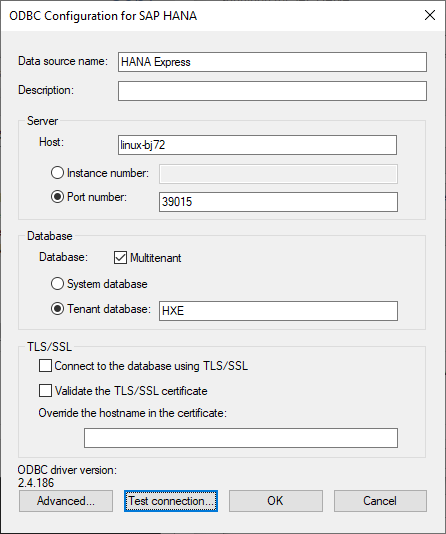 ODBC Configuration for SAP HANA
Data source name: HANA Express
Description:
Server
Host: linux-bj72
Instance number:
Port number: 39015
Database
Database: Multitenant
System database
Tenant database: HXE
TLS/SSL
Connect to the database using TLS/SSL
Validate the TLS/SSL certificate
Override the hostname in the certificate:
ODBC driver version:
2.4.186
Advanced... Test connection... OK Cancel